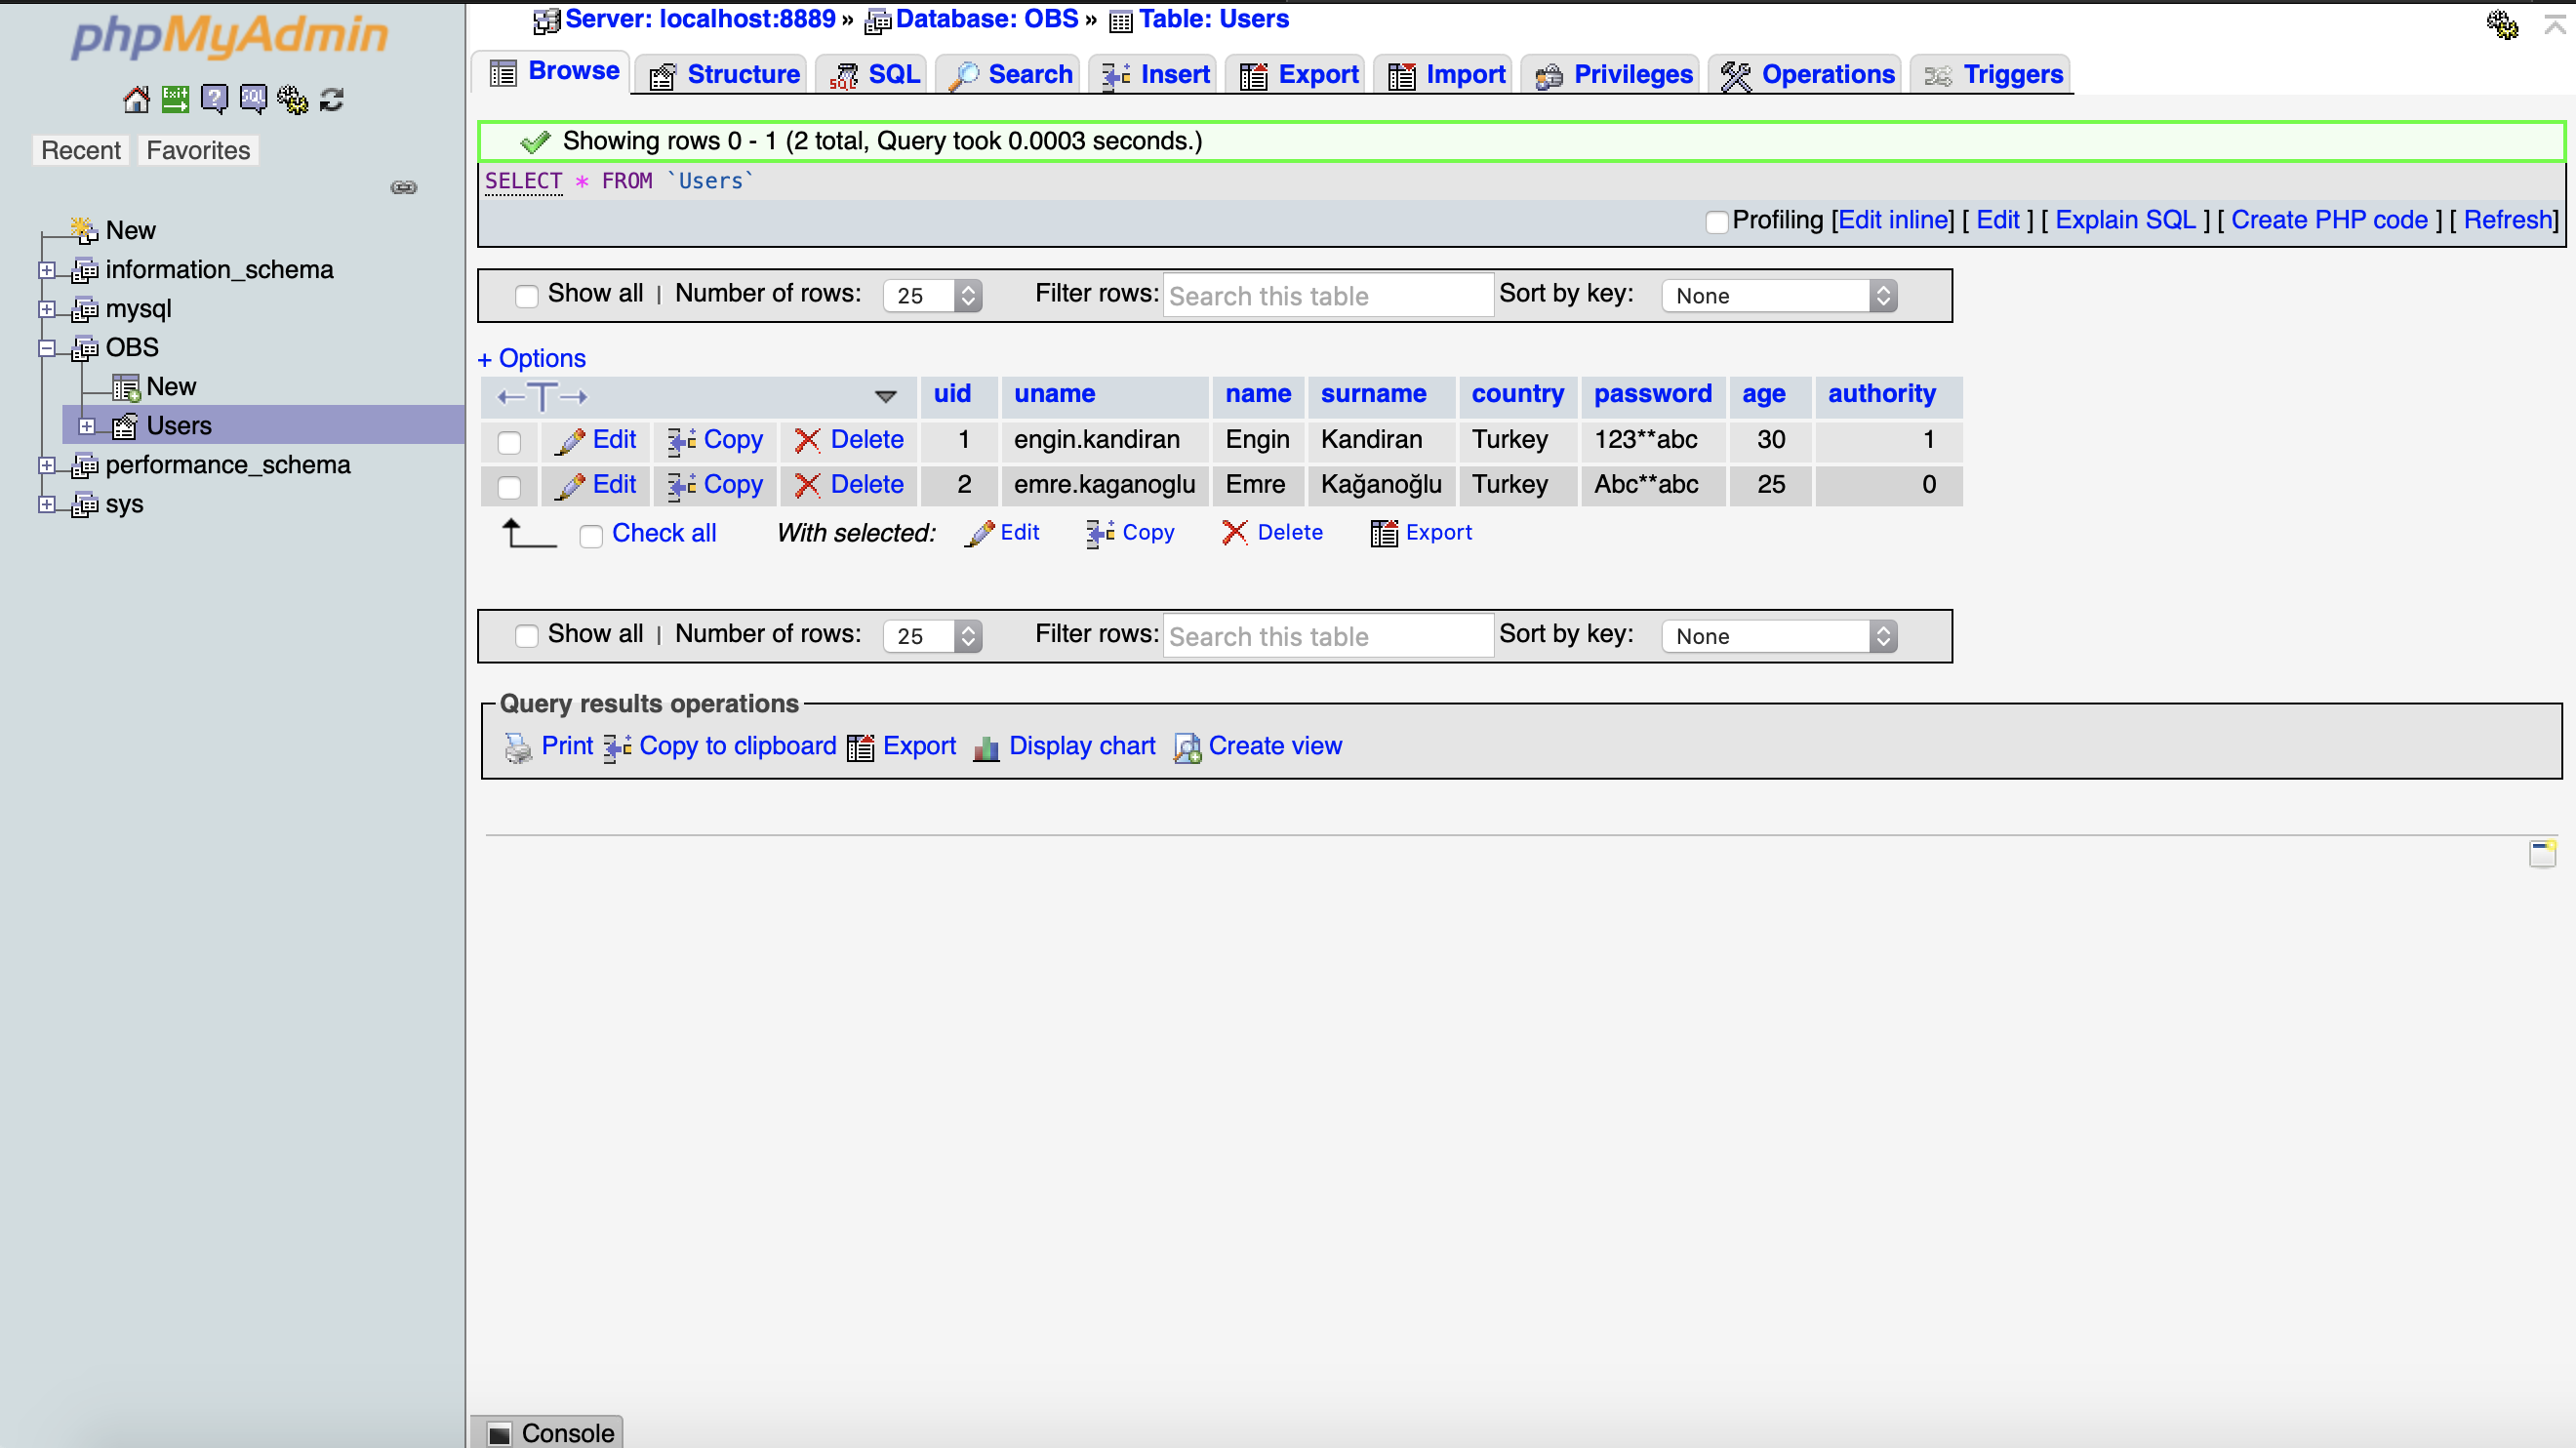 phpMyAdmin
Recent Favorites
New
information_schema
mysql
OBS
New
Users
performance_schema
sys
Server: localhost:8889 » Database: OBS » Table: Users
Browse Structure SQL Search Insert Export Import Privileges Operations Triggers
Showing rows 0 - 1 (2 total, Query took 0.0003 seconds.)
SELECT * FROM `Users`
Profiling [Edit inline] [ Edit ] [ Explain SQL ] [ Create PHP code ] [ Refresh]
Show all | Number of rows: 25 Filter rows: Search this table Sort by key: None
+ Options
←T→ uid uname name surname country password age authority
Edit Copy Delete 1 engin.kandiran Engin Kandiran Turkey 123**abc 30 1
Edit Copy Delete 2 emre.kaganoglu Emre Kağanoğlu Turkey Abc**abc 25 0
Check all With selected: Edit Copy Delete Export
Show all | Number of rows: 25 Filter rows: Search this table Sort by key: None
Query results operations
Print Copy to clipboard Export Display chart Create view
Console